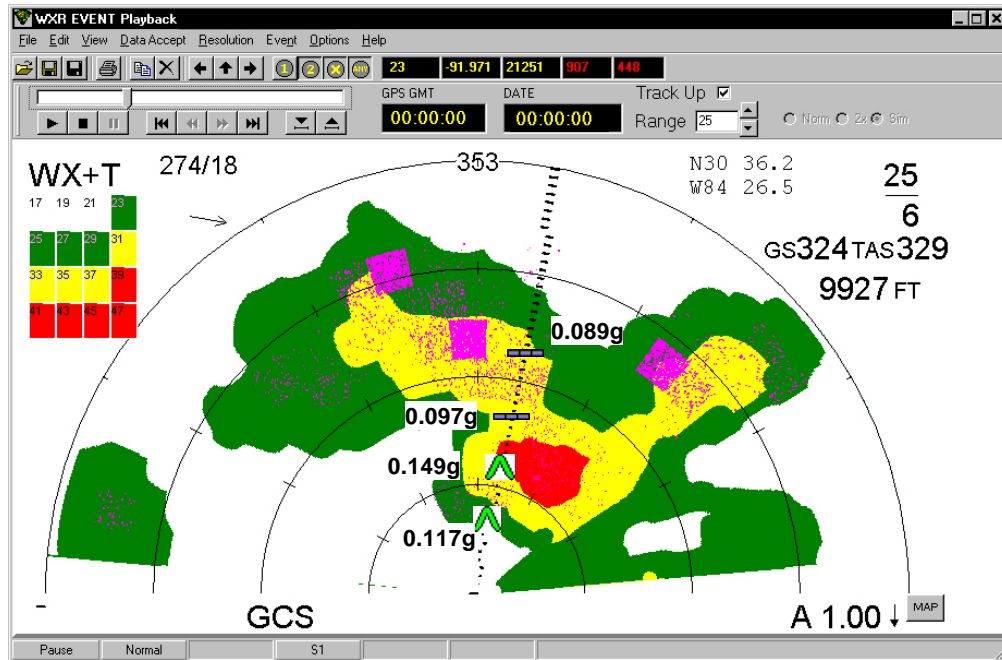 WXR EVENT Playback
File Edit View Data Accept Resolution Event Options Help
1 2 X ANY 23 -91.971 21251 907 448
GPS GMT DATE Track Up
00:00:00 00:00:00 Range 25 Norm 2x Sim
WX+T 274/18 353 N30 36.2 25
W84 26.5 6
17 19 21 23
25 27 29 31
33 35 37 39
41 43 45 47
GS324TAS329
9927 FT
0.089g
0.097g
0.149g
0.117g
GCS A 1.00 MAP
Pause Normal S1